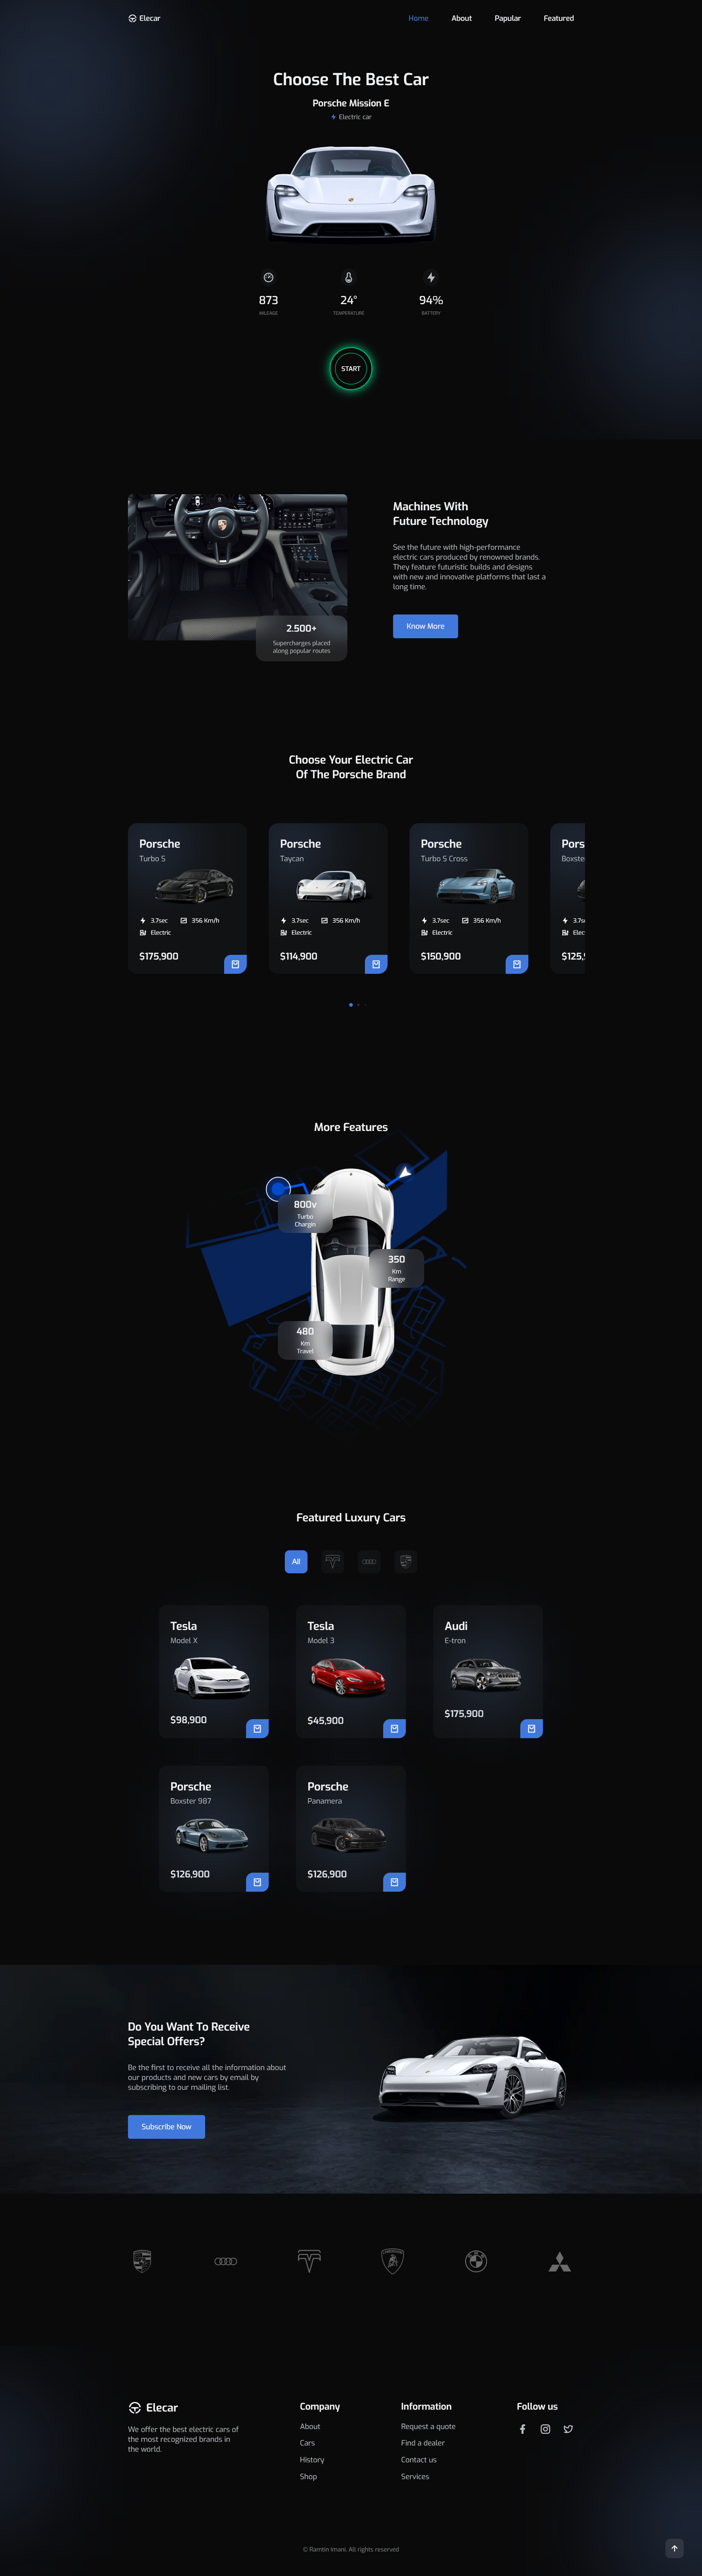 Elecar
Home
About
Papular
Featured
Choose The Best Car
Porsche Mission E
Electric car
873
MILEAGE
24°
TEMPERATURE
94%
BATTERY
START
2.500+
Supercharges placed
along popular routes
Machines With
Future Technology
See the future with high-performance
electric cars produced by renowned brands.
They feature futuristic builds and designs
with new and innovative platforms that last a
long time.
Know More
Choose Your Electric Car
Of The Porsche Brand
Porsche
Turbo S
3.7sec
356 Km/h
Electric
$175,900
Porsche
Taycan
3.7sec
356 Km/h
Electric
$114,900
Porsche
Turbo S Cross
3.7sec
356 Km/h
Electric
$150,900
Pors
Boxste
3.7s
Elec
$125,
More Features
800v
Turbo
Chargin
350
Km
Range
480
Km
Travel
Featured Luxury Cars
All
Tesla
Model X
$98,900
Tesla
Model 3
$45,900
Audi
E-tron
$175,900
Porsche
Boxster 987
$126,900
Porsche
Panamera
$126,900
Do You Want To Receive
Special Offers?
Be the first to receive all the information about
our products and new cars by email by
subscribing to our mailing list.
Subscribe Now
Elecar
We offer the best electric cars of
the most recognized brands in
the world.
Company
About
Cars
History
Shop
Information
Request a quote
Find a dealer
Contact us
Services
Follow us
© Ramtin Imani. All rights reserved